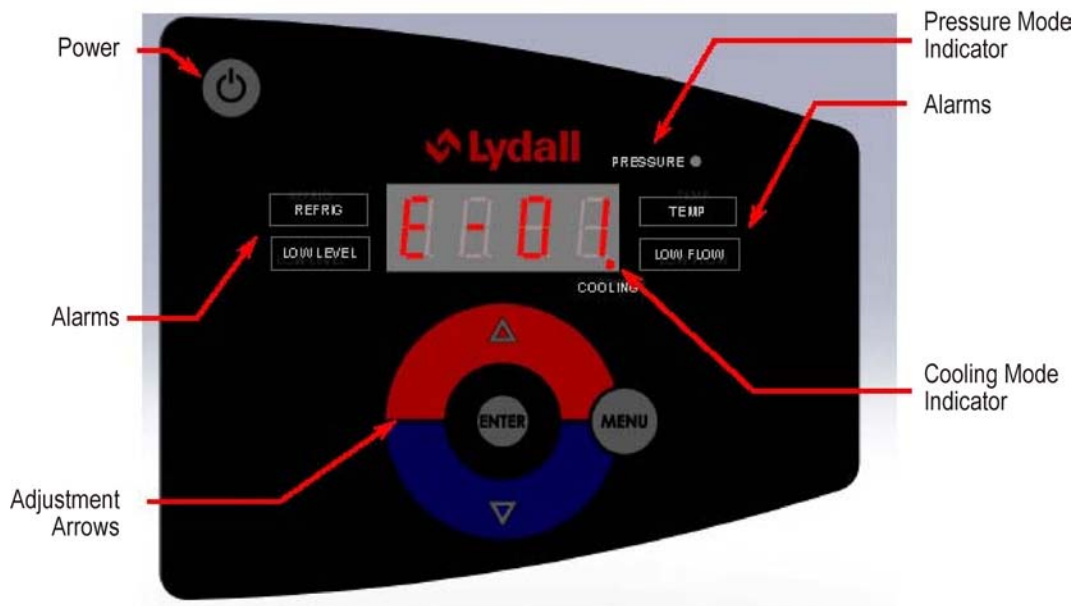 Power
Pressure Mode
Indicator
Alarms
Lydall
PRESSURE
REFRIG
LOW LEVEL
E-01.
TEMP
LOW FLOW
COOLING
Alarms
Cooling Mode
Indicator
ENTER
MENU
Adjustment
Arrows